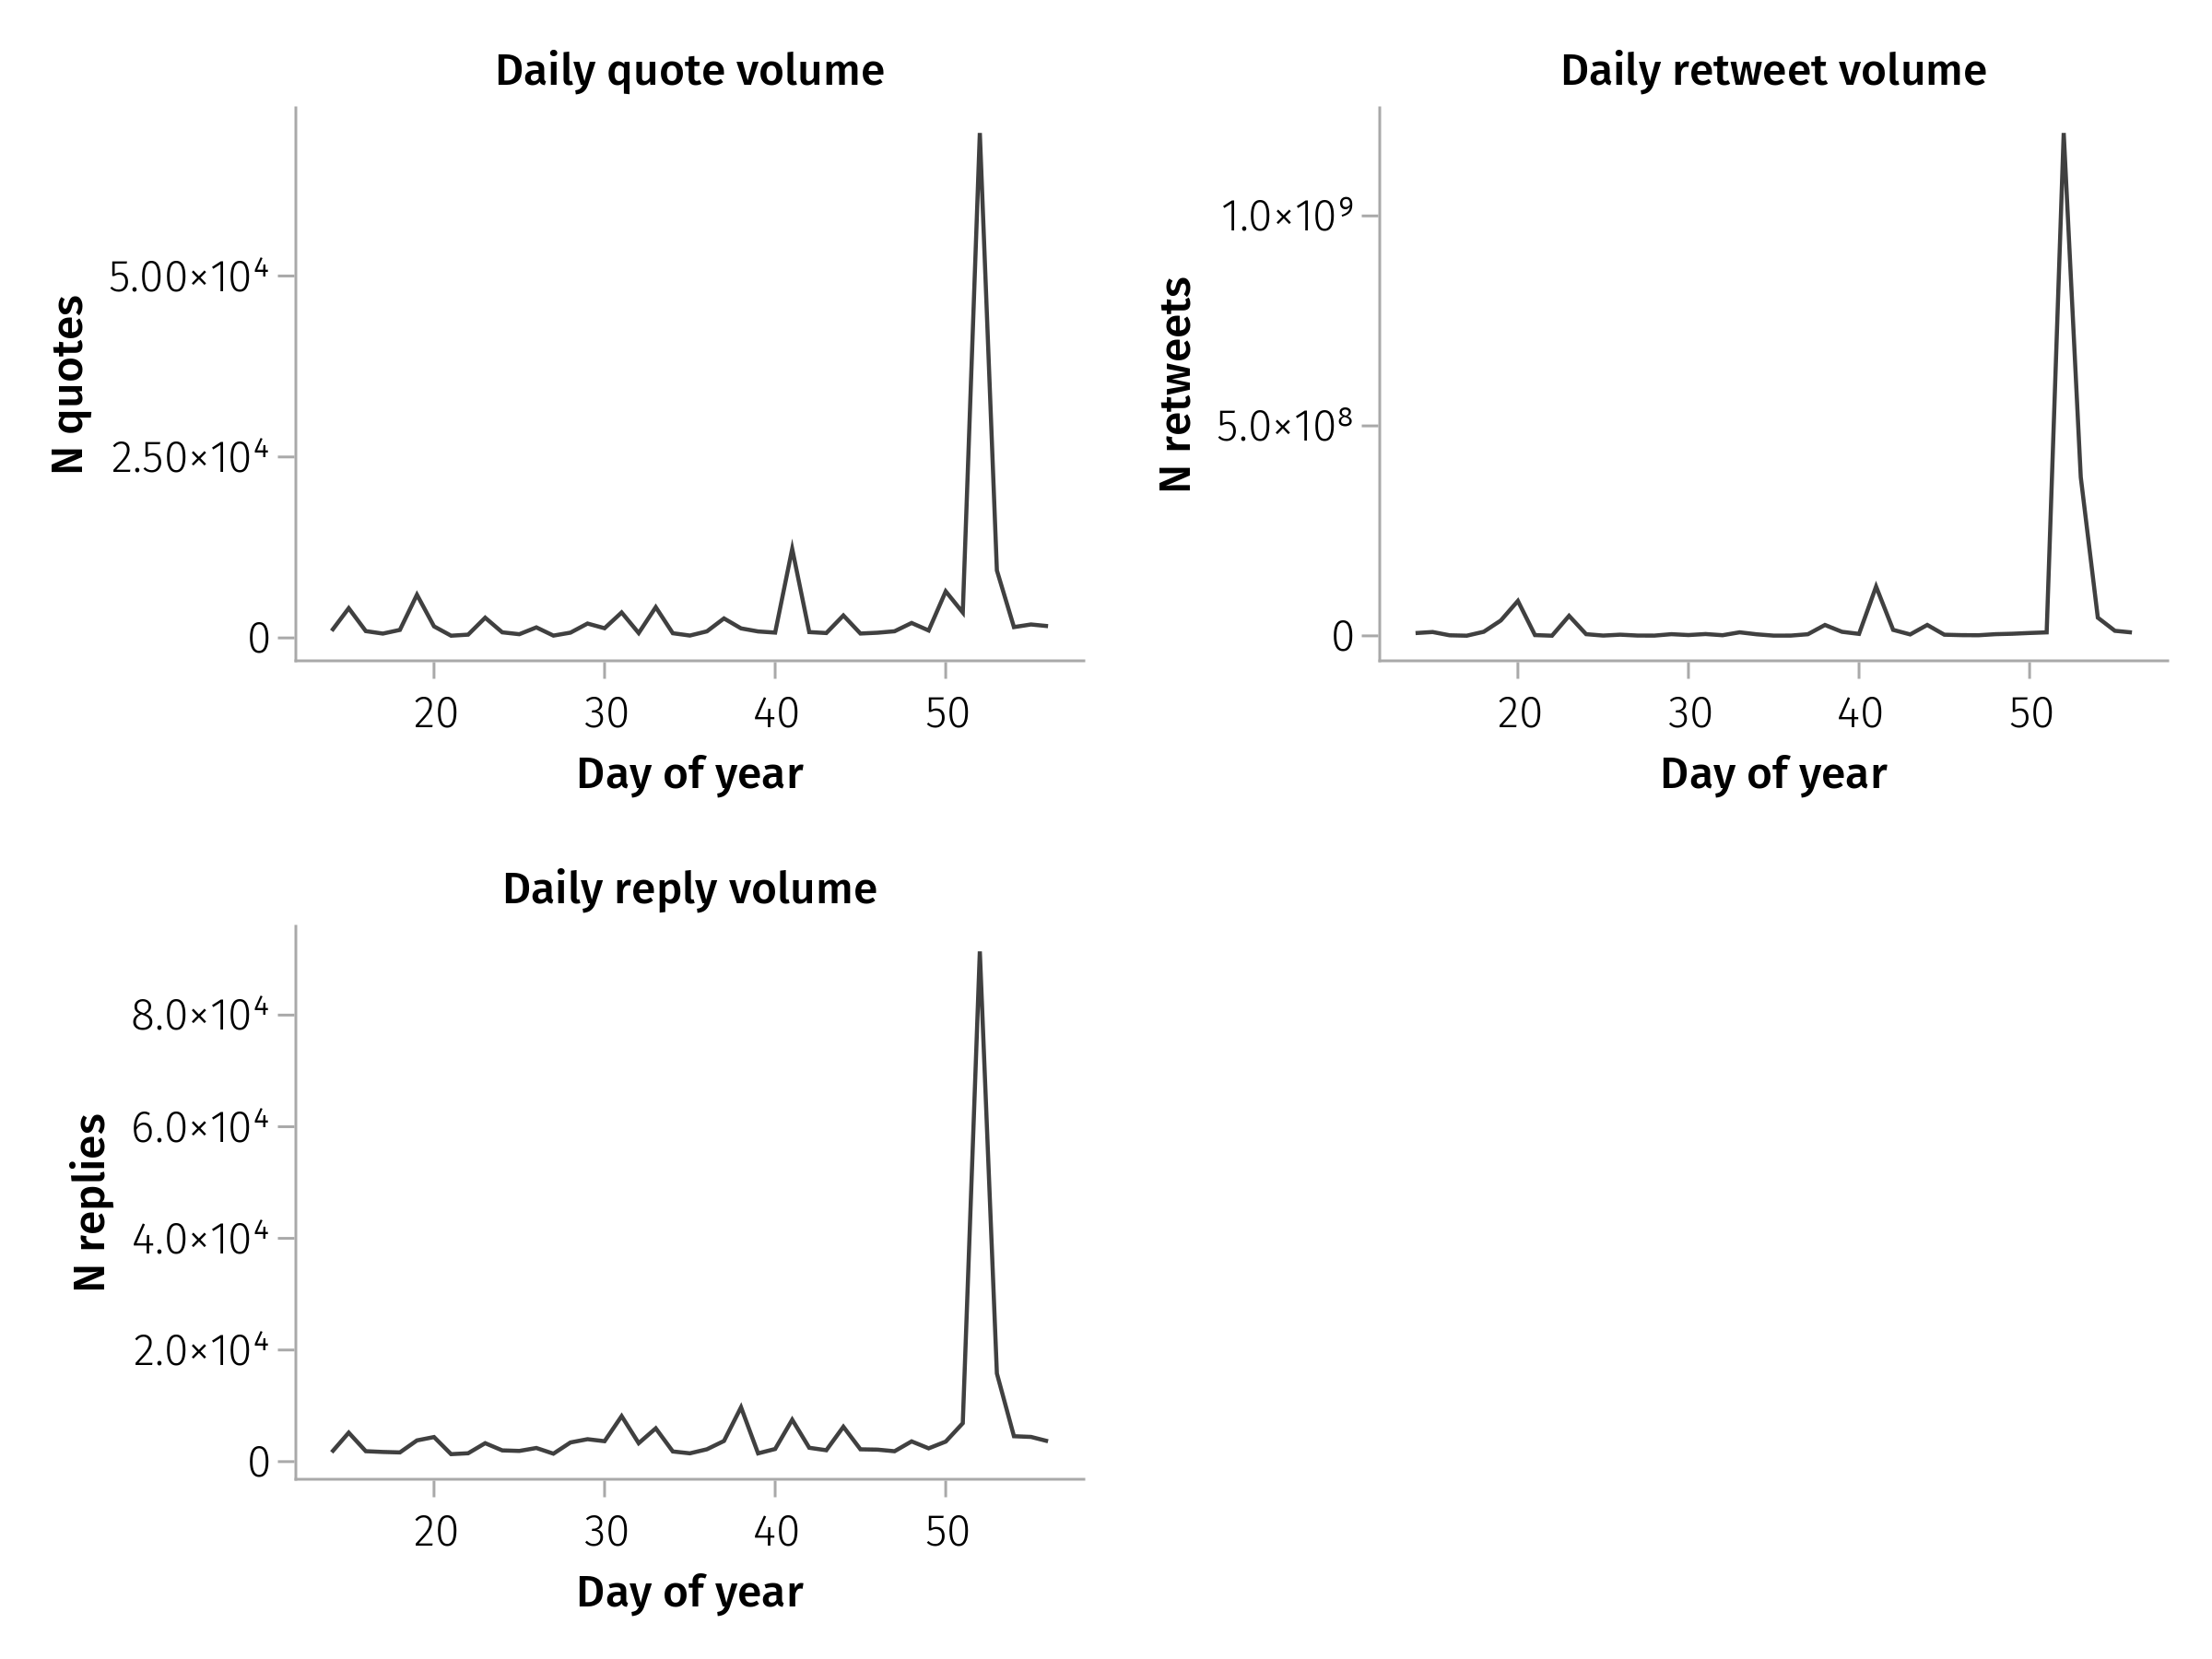 Daily quote volume
N quotes
5.00×10⁴
2.50×10⁴
0
20 30 40 50
Day of year
Daily retweet volume
N retweets
1.0×10⁹
5.0×10⁸
0
20 30 40 50
Day of year
Daily reply volume
N replies
8.0×10⁴
6.0×10⁴
4.0×10⁴
2.0×10⁴
0
20 30 40 50
Day of year